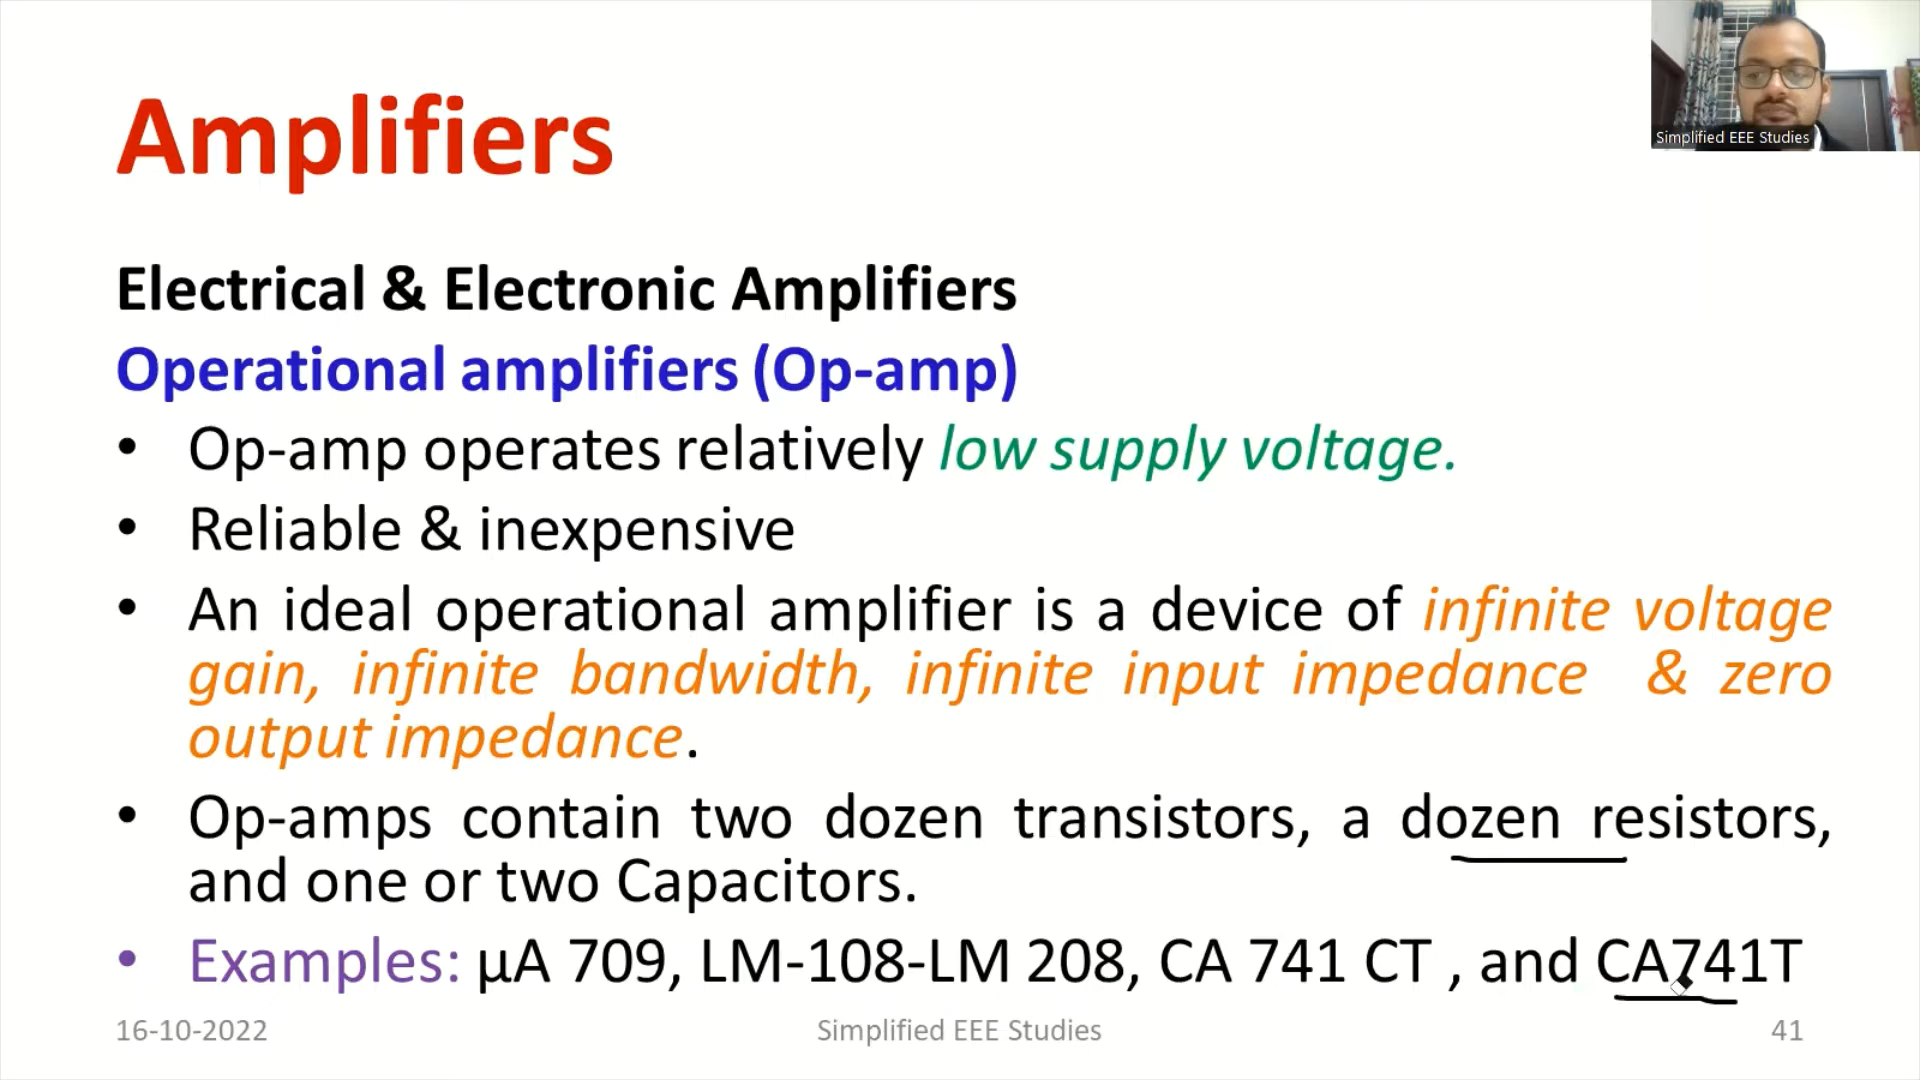 Simplified EEE Studies
Amplifiers
Electrical & Electronic Amplifiers
Operational amplifiers (Op-amp)
• Op-amp operates relatively low supply voltage.
• Reliable & inexpensive
• An ideal operational amplifier is a device of infinite voltage
gain, infinite bandwidth, infinite input impedance & zero
output impedance.
• Op-amps contain two dozen transistors, a dozen resistors,
and one or two Capacitors.
• Examples: µA 709, LM-108-LM 208, CA 741 CT , and CA741T
16-10-2022
Simplified EEE Studies
41